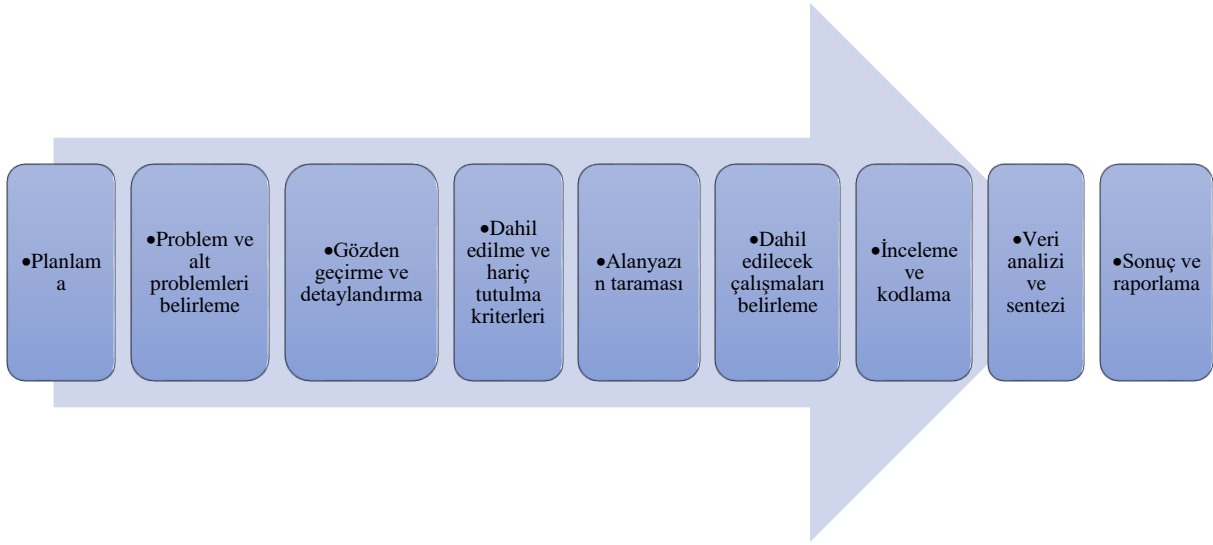 •Planlam
a
•Problem ve
alt
problemleri
belirleme
•Gözden
geçirme ve
detaylandırma
•Dahil
edilme ve
hariç
tutulma
kriterleri
•Alanyazı
n taraması
•Dahil
edilecek
çalışmaları
belirleme
•İnceleme
ve
kodlama
•Veri
analizi
ve
sentezi
•Sonuç ve
raporlama